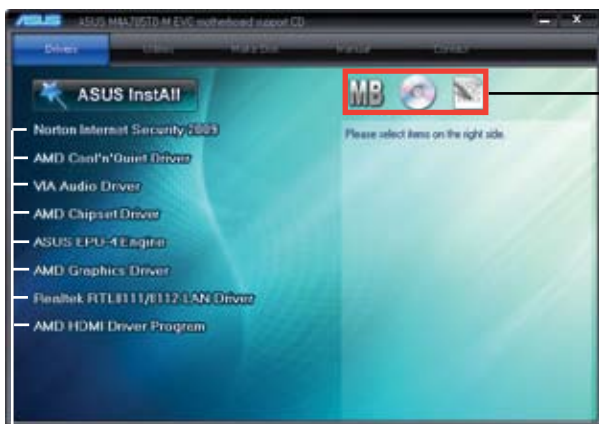 ASUS ASUS M4A785TD-M EVO motherboard support CD
Drivers Utilities Make Disk Manual Contact
ASUS InstAll
MB
Norton Internet Security 2009
Please select items on the right side.
AMD Cool'n'Quiet Driver
VIA Audio Driver
AMD Chipset Driver
ASUS EPU-4 Engine
AMD Graphics Driver
Realtek RTL8111/8112 LAN Driver
AMD HDMI Driver Program